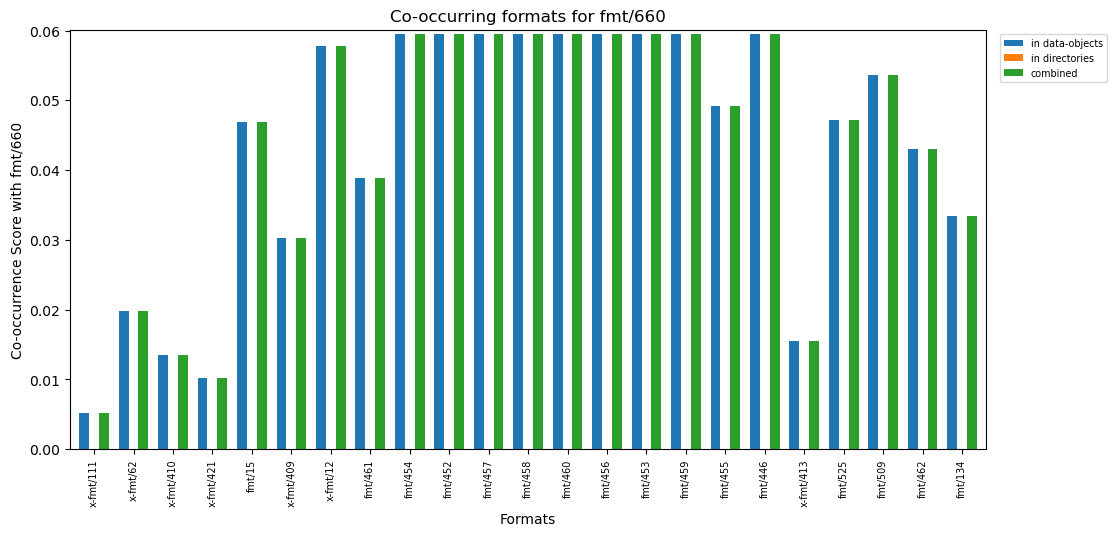 Co-occurring formats for fmt/660
Co-occurrence Score with fmt/660
0.06
0.05
0.04
0.03
0.02
0.01
0.00
x-fmt/111
x-fmt/62
x-fmt/410
x-fmt/421
fmt/15
x-fmt/409
x-fmt/12
fmt/461
fmt/454
fmt/452
fmt/457
fmt/458
fmt/460
fmt/456
fmt/453
fmt/459
fmt/455
fmt/446
x-fmt/413
fmt/525
fmt/509
fmt/462
fmt/134
Formats
in data-objects
in directories
combined